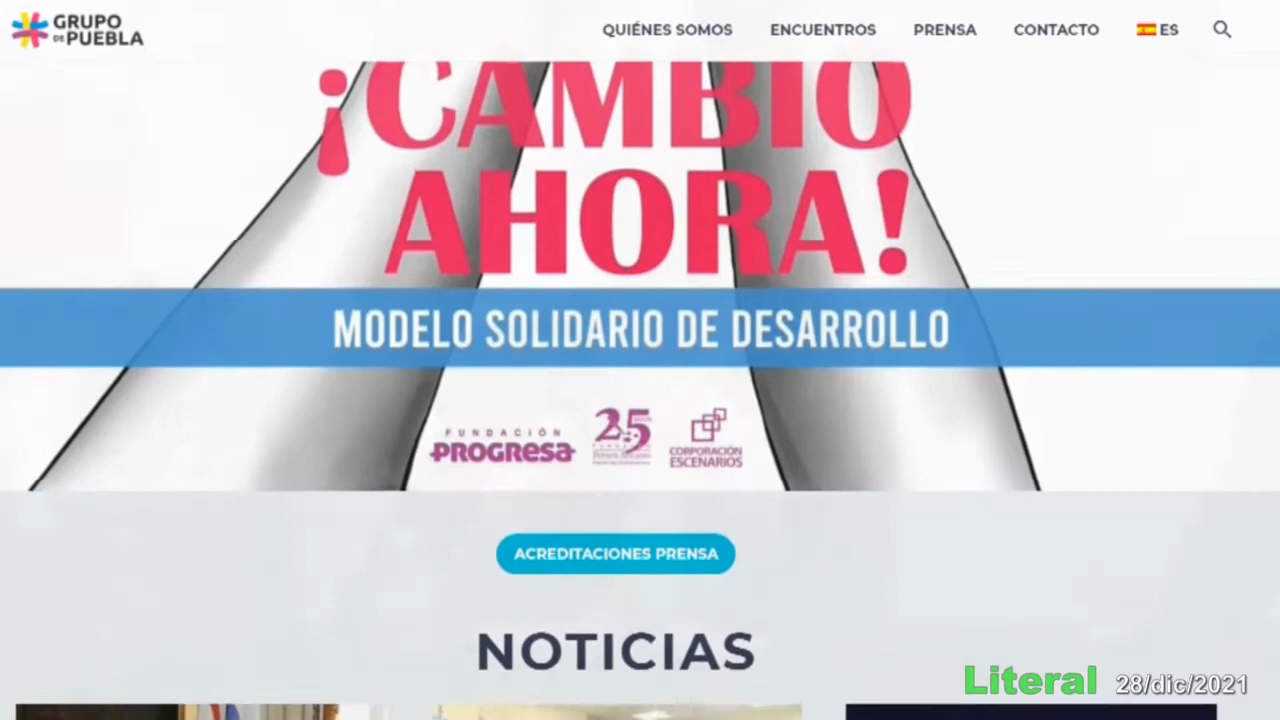 GRUPO
DE PUEBLA
QUIÉNES SOMOS
ENCUENTROS
PRENSA
CONTACTO
ES
¡CAMBIO
AHORA!
MODELO SOLIDARIO DE DESARROLLO
FUNDACIÓN
PROGRESA
25
CORPORACIÓN
ESCENARIOS
ACREDITACIONES PRENSA
NOTICIAS
Literal 28/dic/2021